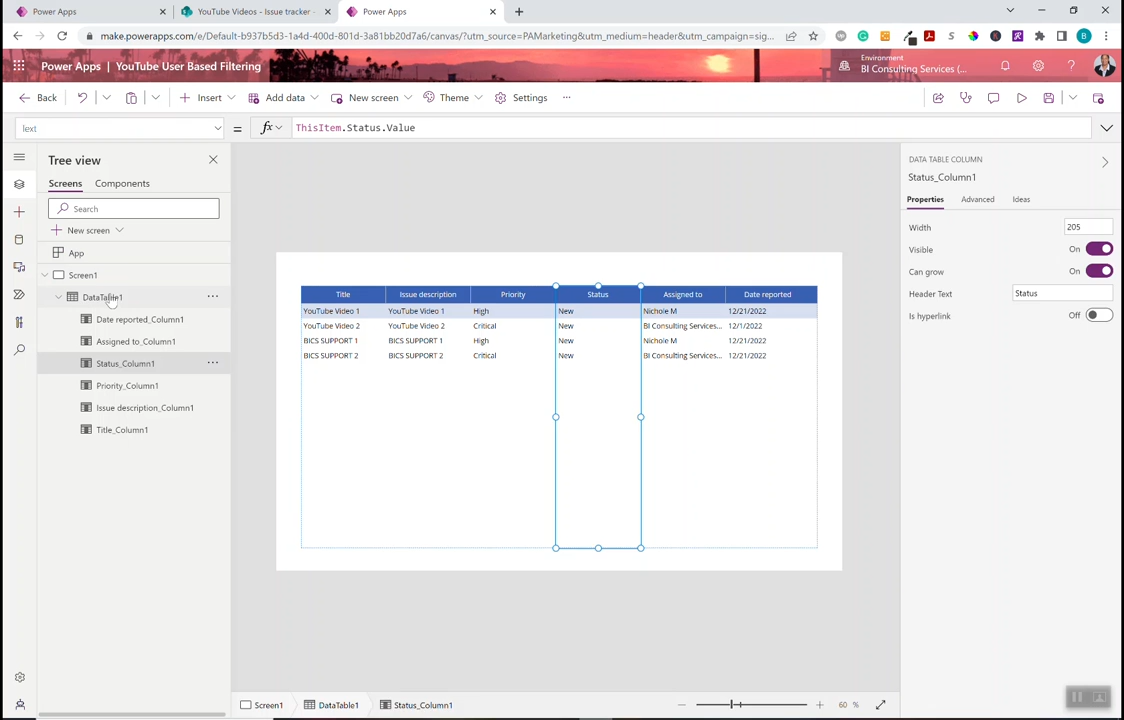 Power Apps
YouTube Videos - Issue tracker -
Power Apps
make.powerapps.com/e/Default-b937b5d3-1a4d-400d-801d-3a81bb20d7a6/canvas/?utm_source=PAMarketing&utm_medium=header&utm_campaign=sig...
Power Apps | YouTube User Based Filtering
Environment
BI Consulting Services (...
Back
Insert
Add data
New screen
Theme
Settings
Text
=
fx
ThisItem.Status.Value
Tree view
Screens Components
Search
New screen
App
Screen1
DataTable1
Date reported_Column1
Assigned to_Column1
Status_Column1
Priority_Column1
Issue description_Column1
Title_Column1
Title Issue description Priority Status Assigned to Date reported
YouTube Video 1 YouTube Video 1 High New Nichole M 12/21/2022
YouTube Video 2 YouTube Video 2 Critical New BI Consulting Services... 12/1/2022
BICS SUPPORT 1 BICS SUPPORT 1 High New Nichole M 12/21/2022
BICS SUPPORT 2 BICS SUPPORT 2 Critical New BI Consulting Services... 12/21/2022
DATA TABLE COLUMN
Status_Column1
Properties Advanced Ideas
Width 205
Visible On
Can grow On
Header Text Status
Is hyperlink Off
Screen1 DataTable1 Status_Column1
60 %